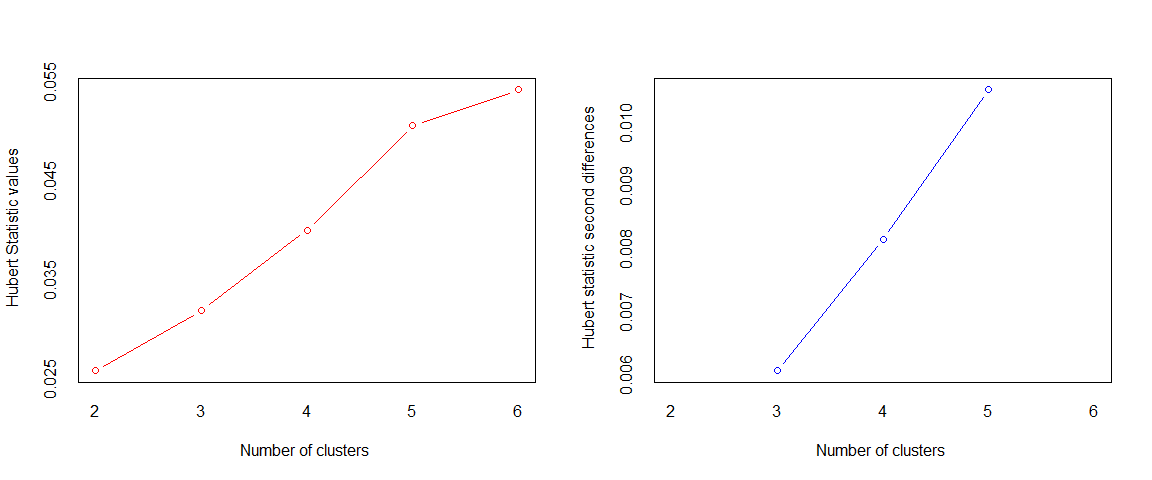 Hubert Statistic values
0.055
0.045
0.035
0.025
2 3 4 5 6
Number of clusters
Hubert statistic second differences
0.010
0.009
0.008
0.007
0.006
2 3 4 5 6
Number of clusters